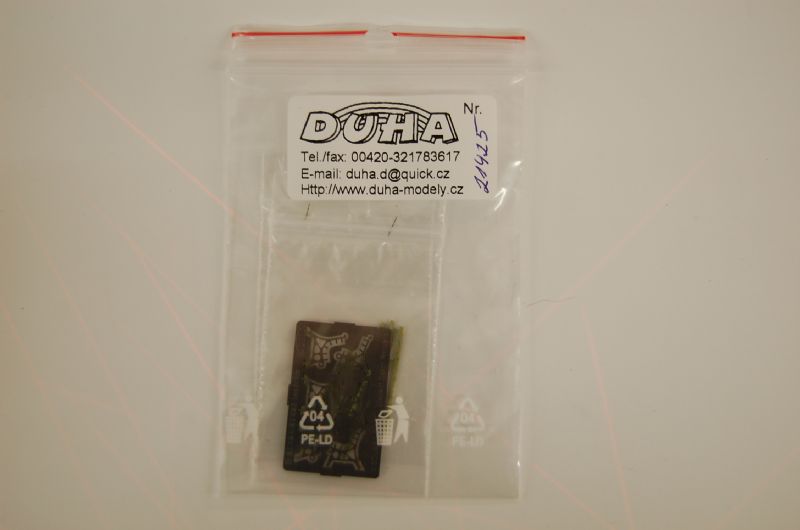 DUHA
Nr.
21425
Tel./fax: 00420-321783617
E-mail: duha.d@quick.cz
Http://www.duha-modely.cz
04
PE-LD
04
PE-LD